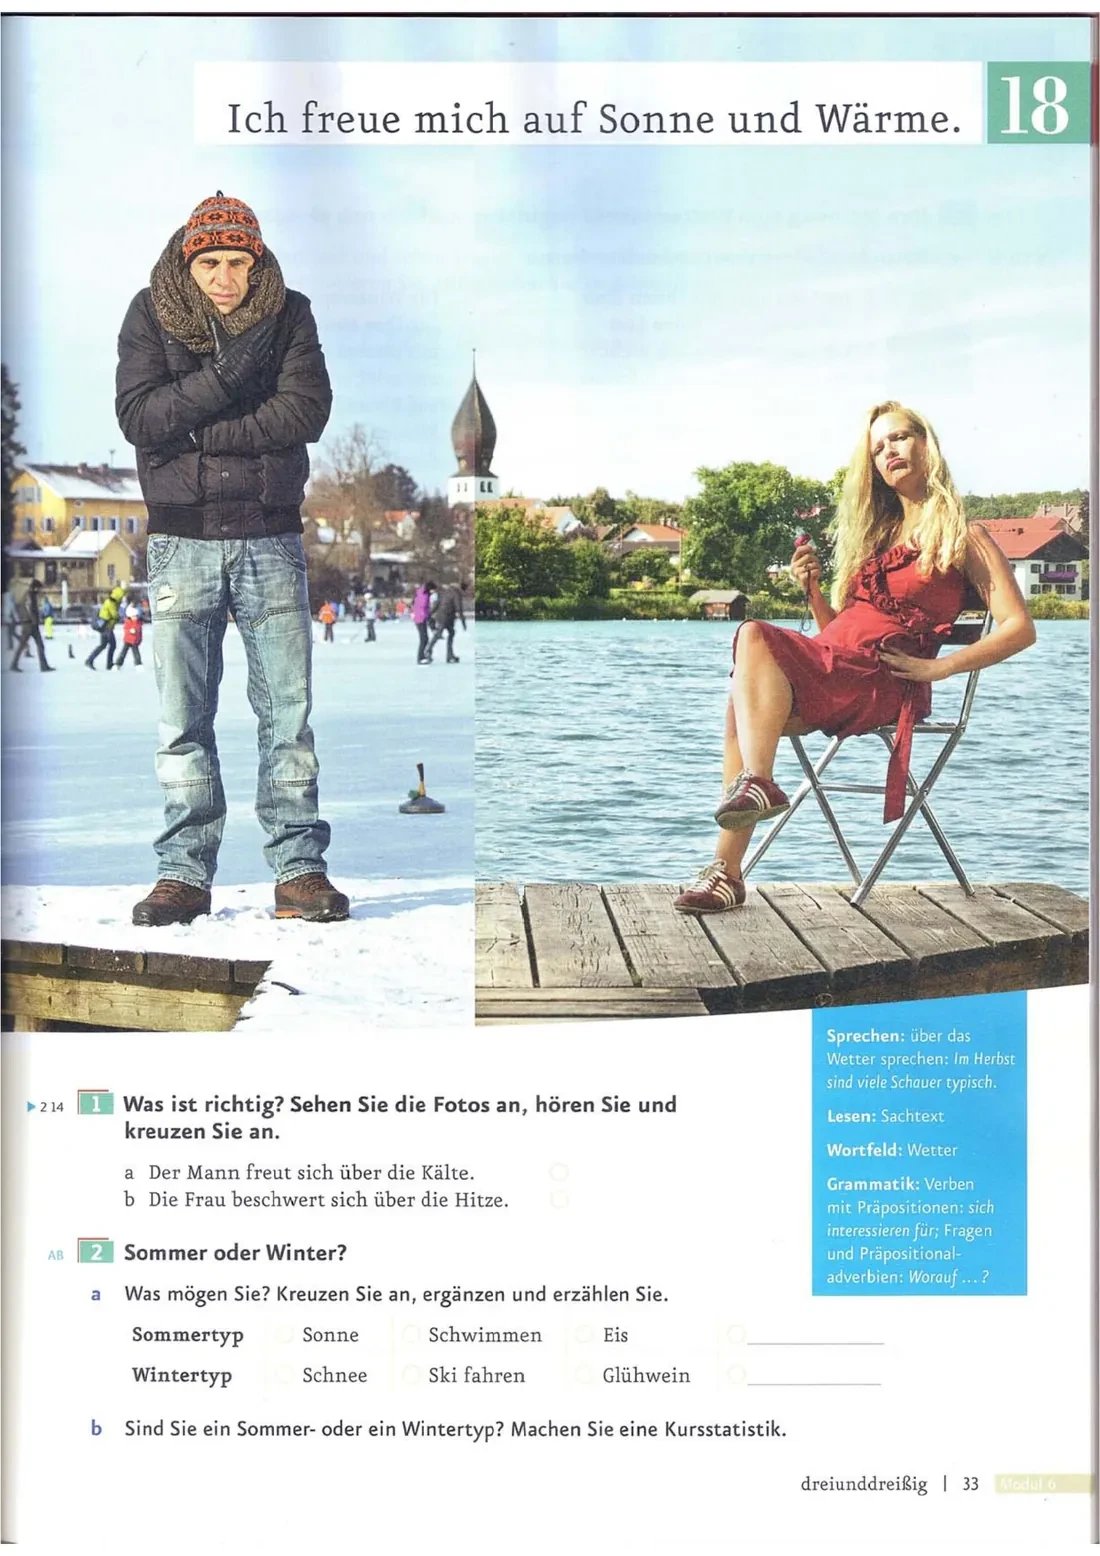 Ich freue mich auf Sonne und Wärme.
18
Sprechen: über das
Wetter sprechen: Im Herbst
sind viele Schauer typisch.
Lesen: Sachtext
Wortfeld: Wetter
Grammatik: Verben
mit Präpositionen: sich
interessieren für; Fragen
und Präpositional-
adverbien: Worauf ... ?
2 14
1 Was ist richtig? Sehen Sie die Fotos an, hören Sie und
kreuzen Sie an.
a Der Mann freut sich über die Kälte.
b Die Frau beschwert sich über die Hitze.
AB 2 Sommer oder Winter?
a Was mögen Sie? Kreuzen Sie an, ergänzen und erzählen Sie.
Sommertyp Sonne Schwimmen Eis
Wintertyp Schnee Ski fahren Glühwein
b Sind Sie ein Sommer- oder ein Wintertyp? Machen Sie eine Kursstatistik.
dreiunddreißig | 33 Modul 6